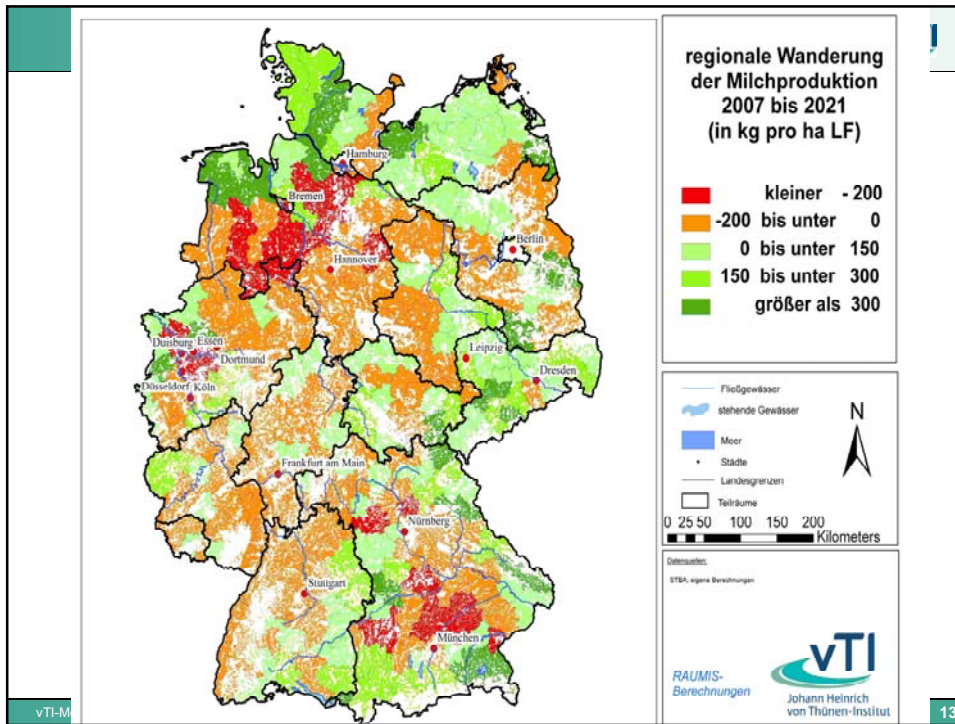 regionale Wanderung
der Milchproduktion
2007 bis 2021
(in kg pro ha LF)
kleiner - 200
-200 bis unter 0
0 bis unter 150
150 bis unter 300
größer als 300
Hamburg
Bremen
Berlin
Hannover
Duisburg
Essen
Dortmund
Düsseldorf
Köln
Leipzig
Dresden
Frankfurt am Main
Nürnberg
Stuttgart
München
Fließgewässer
stehende Gewässer
Meer
Städte
Landesgrenzen
Teilräume
N
0 25 50 100 150 200
Kilometers
Datenquellen:
STBA, eigene Berechnungen
RAUMIS-
Berechnungen
vTI
Johann Heinrich
von Thünen-Institut
13